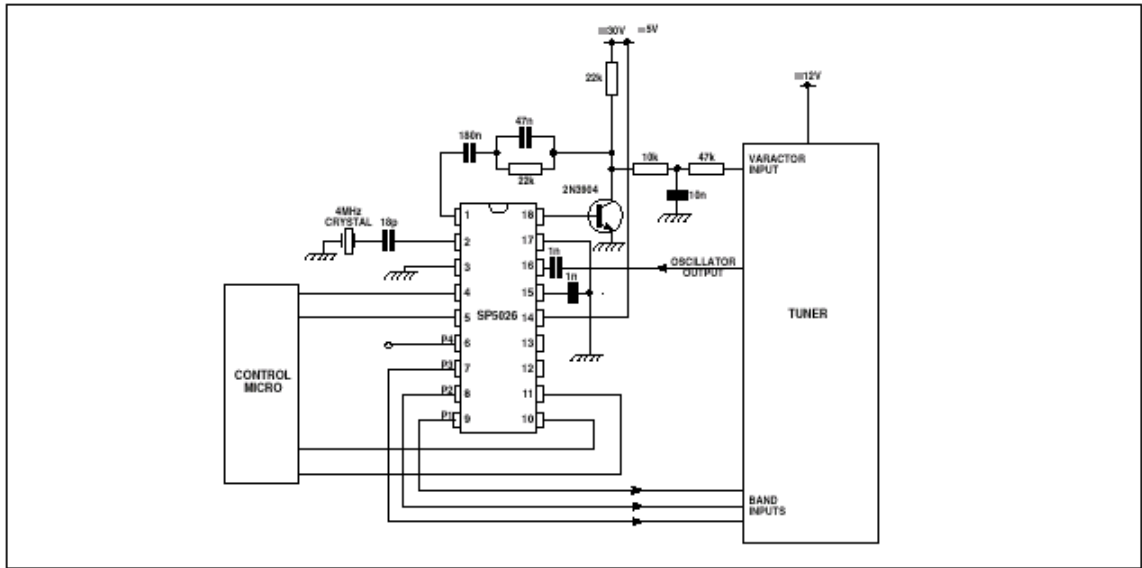 ≡30V ≡5V
22k
≡12V
47n
180n
22k
10k
47k
VARACTOR
INPUT
10n
2N3904
4MHz
CRYSTAL
18p
1
18
2
17
3
16
1n
OSCILLATOR
OUTPUT
4
15
1n
5
SP5026
14
TUNER
P4
6
13
P3
7
12
P2
8
11
P1
9
10
CONTROL
MICRO
BAND
INPUTS